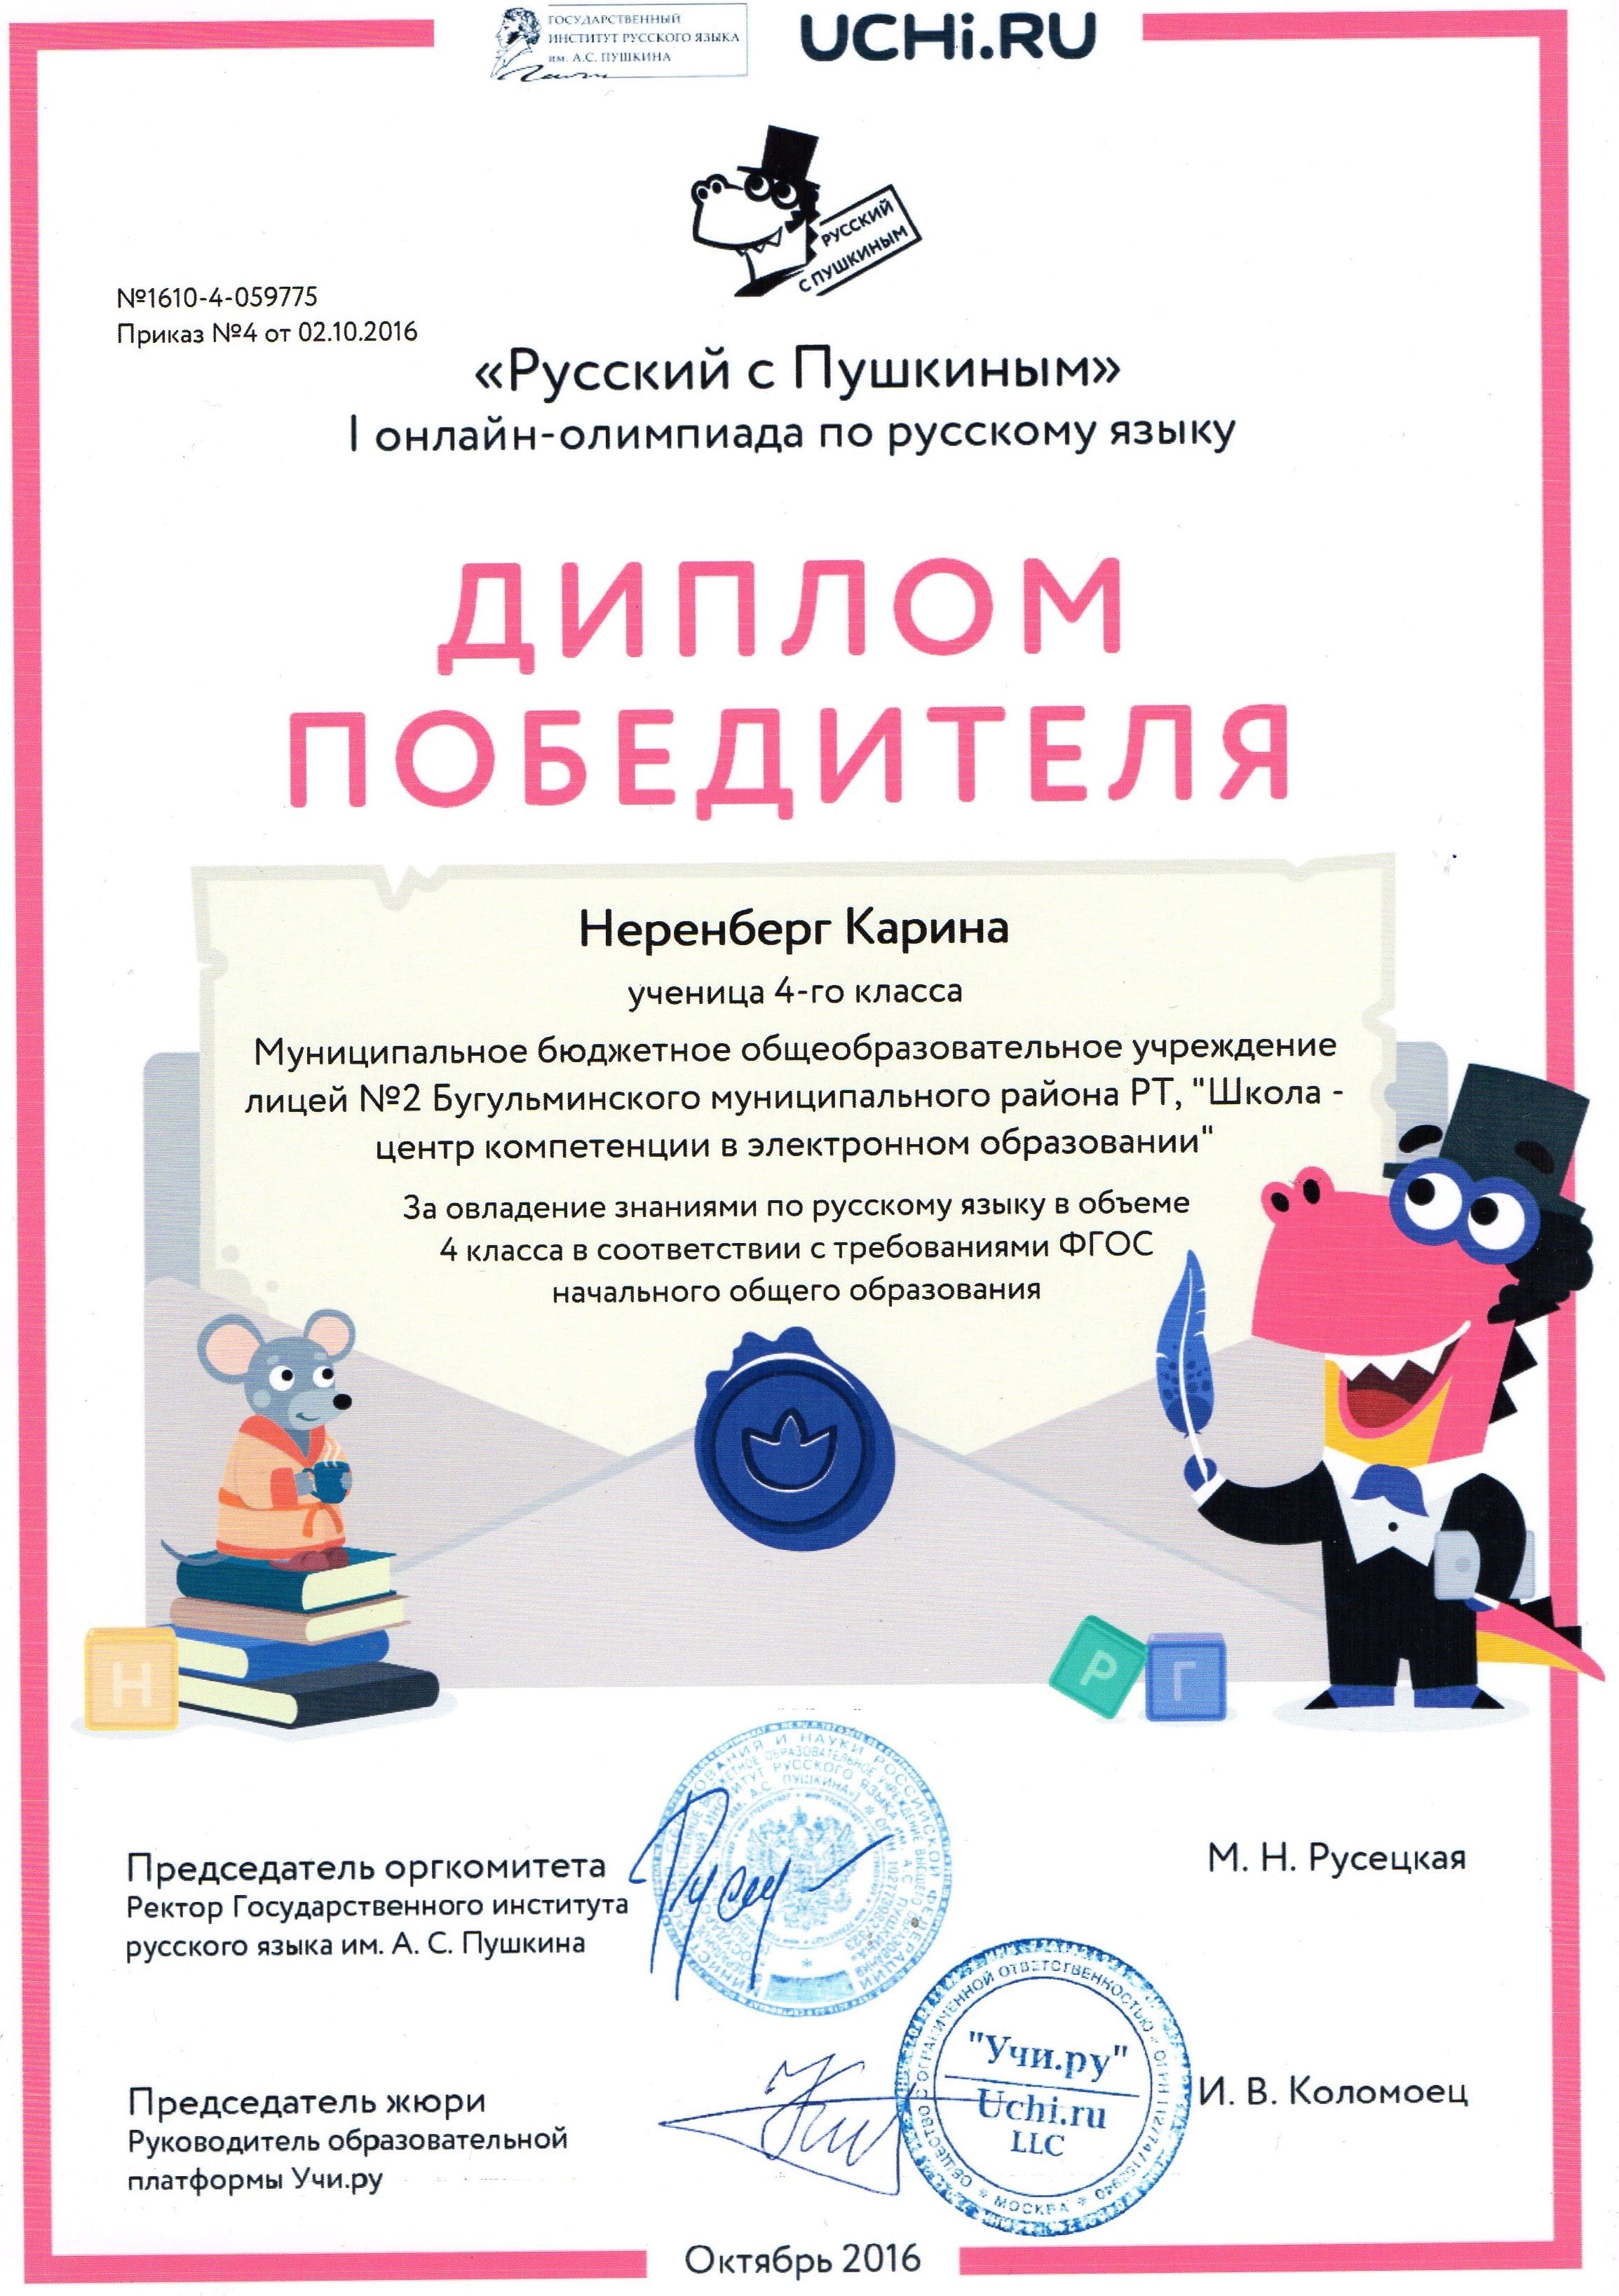 ГОСУДАРСТВЕННЫЙ
ИНСТИТУТ РУССКОГО ЯЗЫКА
им. А.С. ПУШКИНА
UCHi.RU
РУССКИЙ
С ПУШКИНЫМ
№1610-4-059775
Приказ №4 от 02.10.2016
«Русский с Пушкиным»
I онлайн-олимпиада по русскому языку
ДИПЛОМ
ПОБЕДИТЕЛЯ
Неренберг Карина
ученица 4-го класса
Муниципальное бюджетное общеобразовательное учреждение
лицей №2 Бугульминского муниципального района РТ, "Школа -
центр компетенции в электронном образовании"
За овладение знаниями по русскому языку в объеме
4 класса в соответствии с требованиями ФГОС
начального общего образования
Н
Р
Г
Председатель оргкомитета
Ректор Государственного института
русского языка им. А. С. Пушкина
М. Н. Русецкая
Председатель жюри
Руководитель образовательной
платформы Учи.ру
"Учи.ру"
Uchi.ru
LLC
ОБЩЕСТВО С ОГРАНИЧЕННОЙ ОТВЕТСТВЕННОСТЬЮ
МОСКВА
И. В. Коломоец
Октябрь 2016